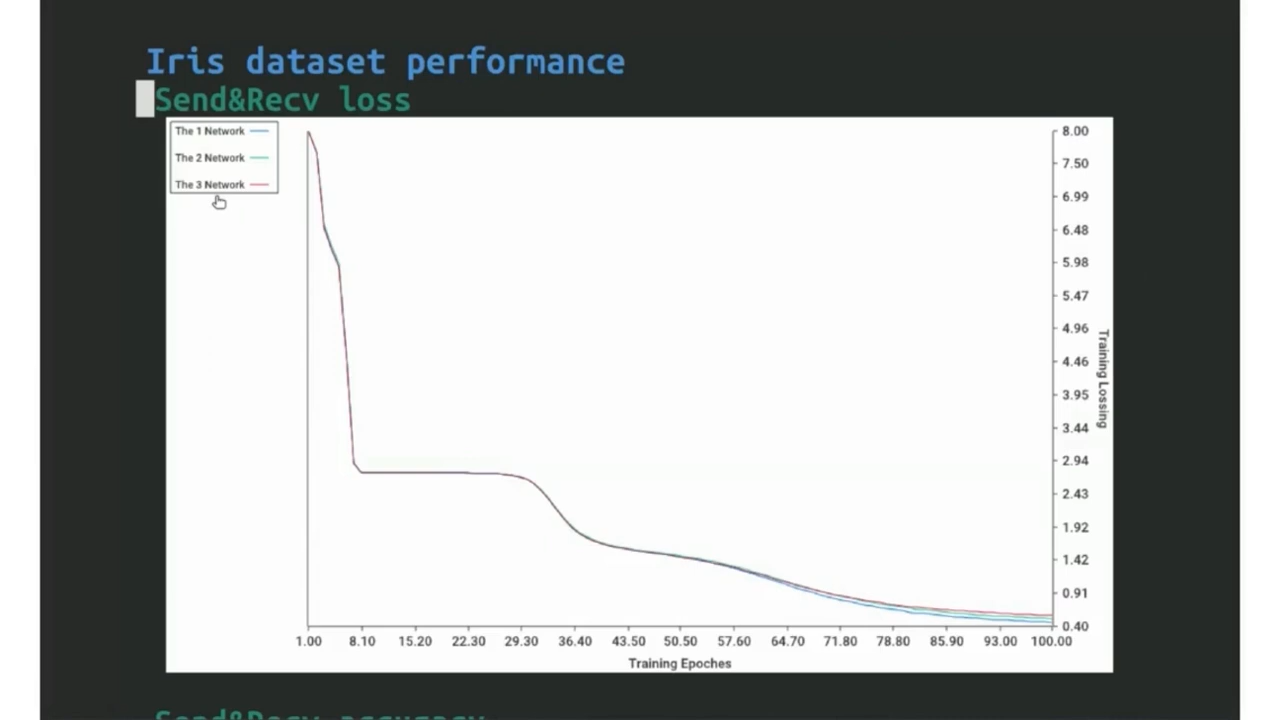 Iris dataset performance
Send&Recv loss
The 1 Network
The 2 Network
The 3 Network
8.00
7.50
6.99
6.48
5.98
5.47
4.96
4.46
3.95
3.44
2.94
2.43
1.92
1.42
0.91
0.40
Training Lossing
1.00 8.10 15.20 22.30 29.30 36.40 43.50 50.50 57.60 64.70 71.80 78.80 85.90 93.00 100.00
Training Epoches
Send&Recv accuracy